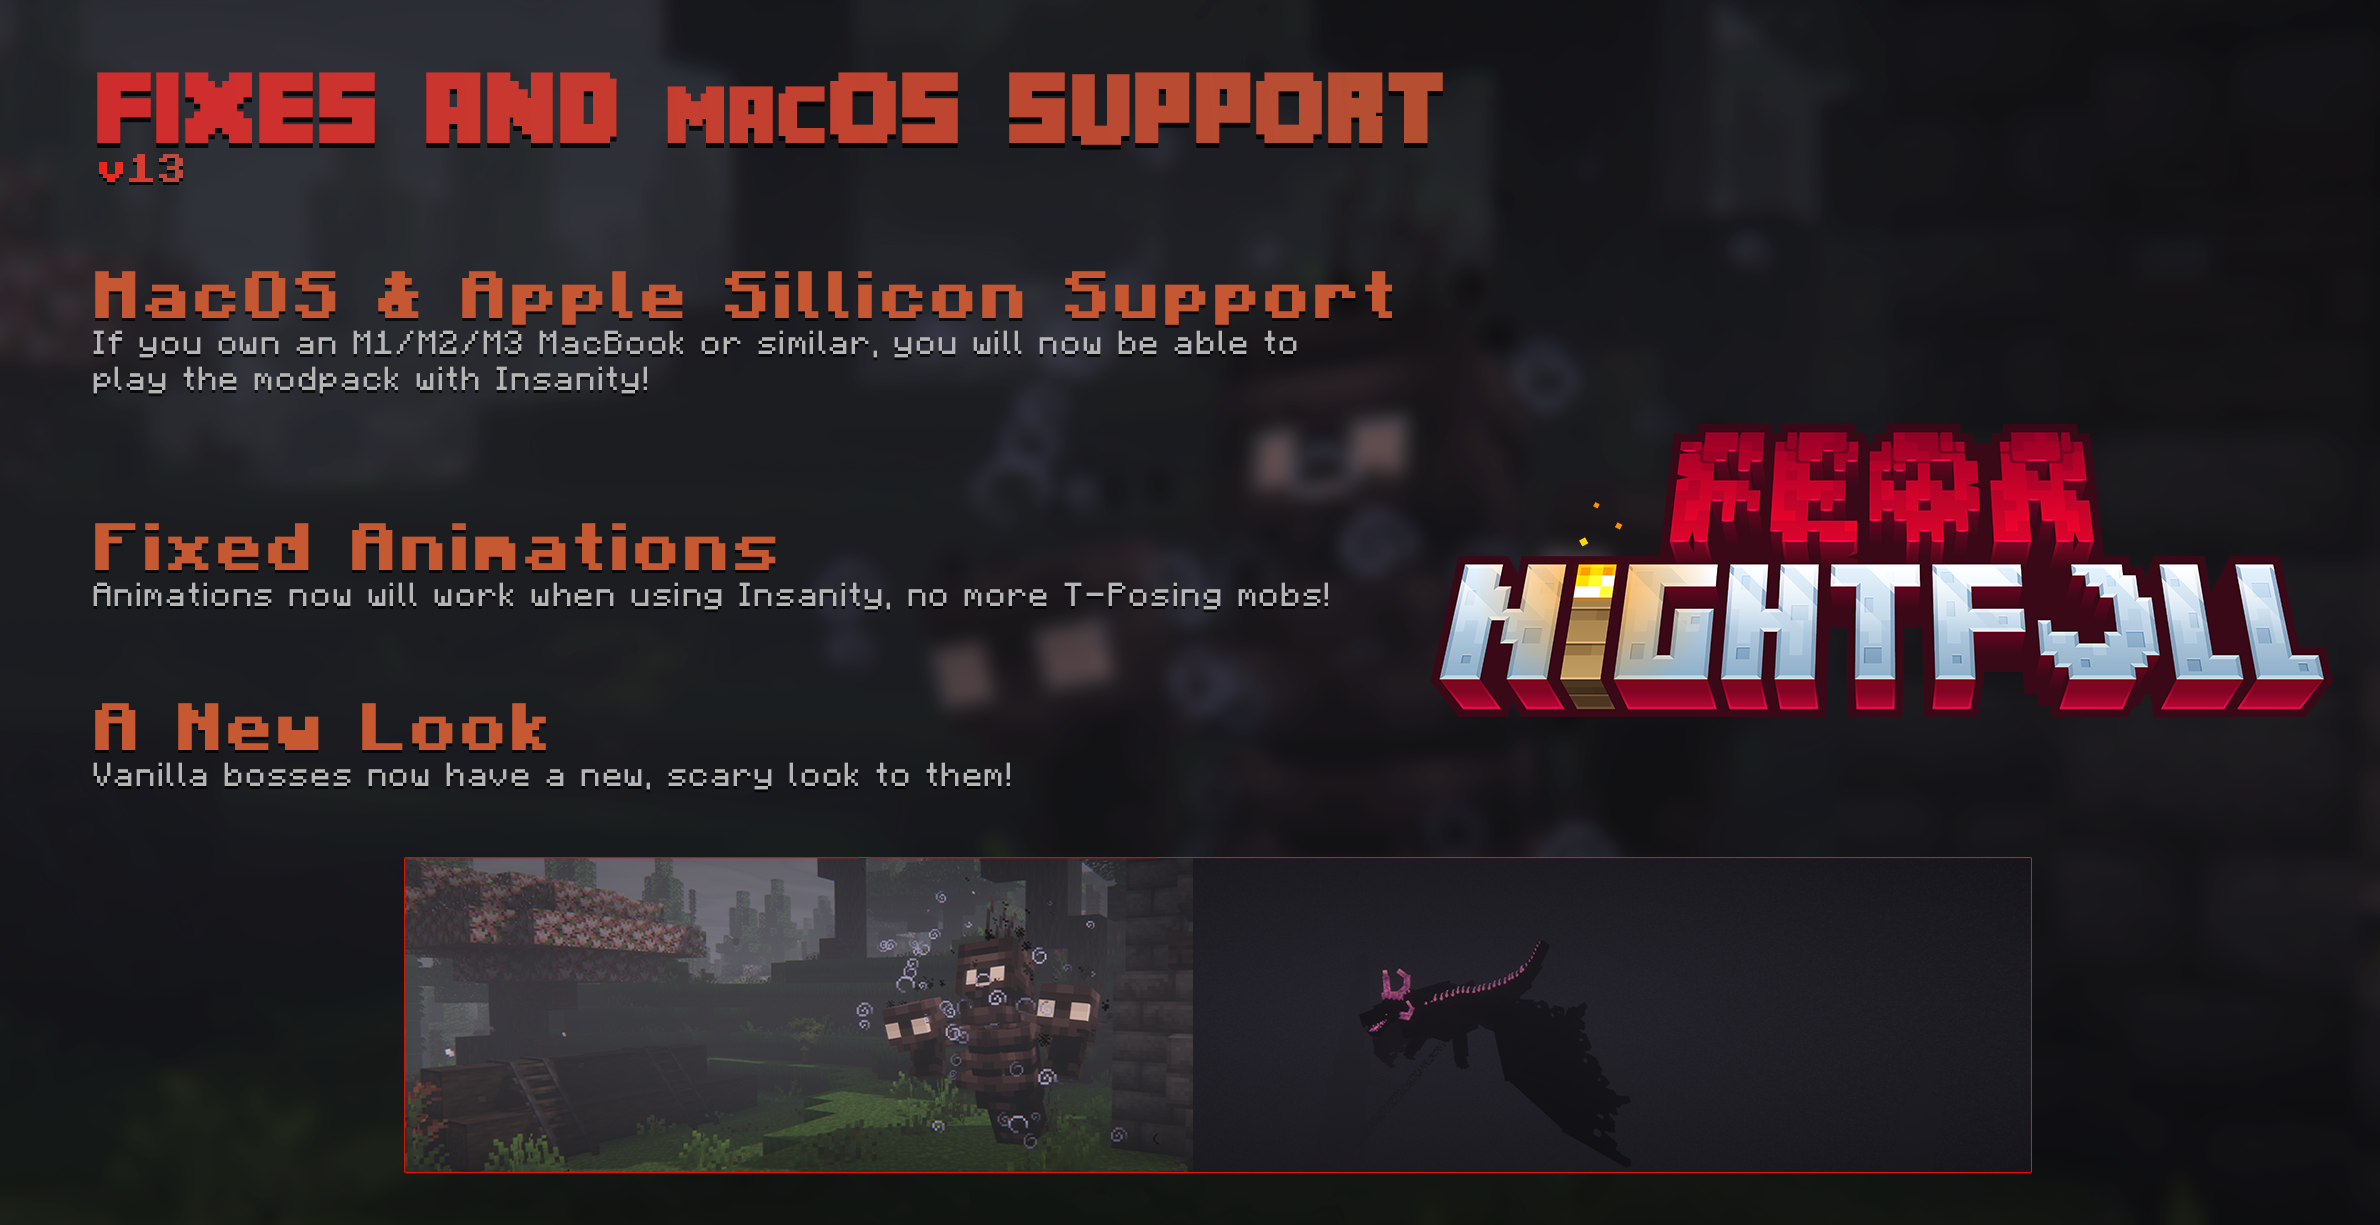 FIXES AND macOS SUPPORT
v13
MacOS & Apple Sillicon Support
If you own an M1/M2/M3 MacBook or similar, you will now be able to
play the modpack with Insanity!
Fixed Animations
Animations now will work when using Insanity, no more T-Posing mobs!
A New Look
Vanilla bosses now have a new, scary look to them!
FEAR
NIGHTFALL